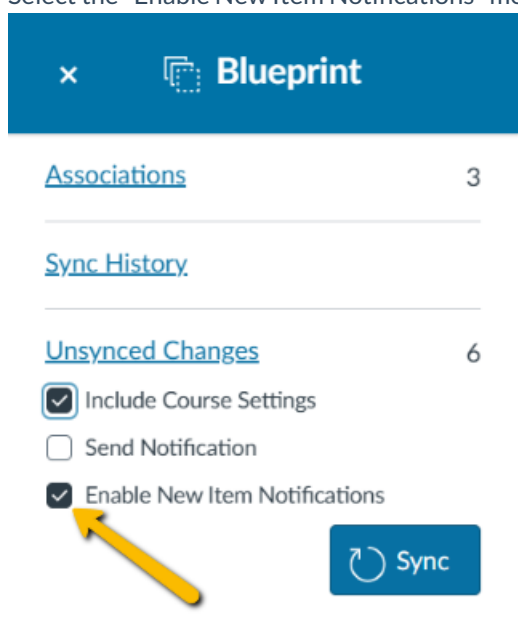 Select the "Enable New Item Notifications"
× Blueprint
Associations 3
Sync History
Unsynced Changes 6
Include Course Settings
Send Notification
Enable New Item Notifications
Sync